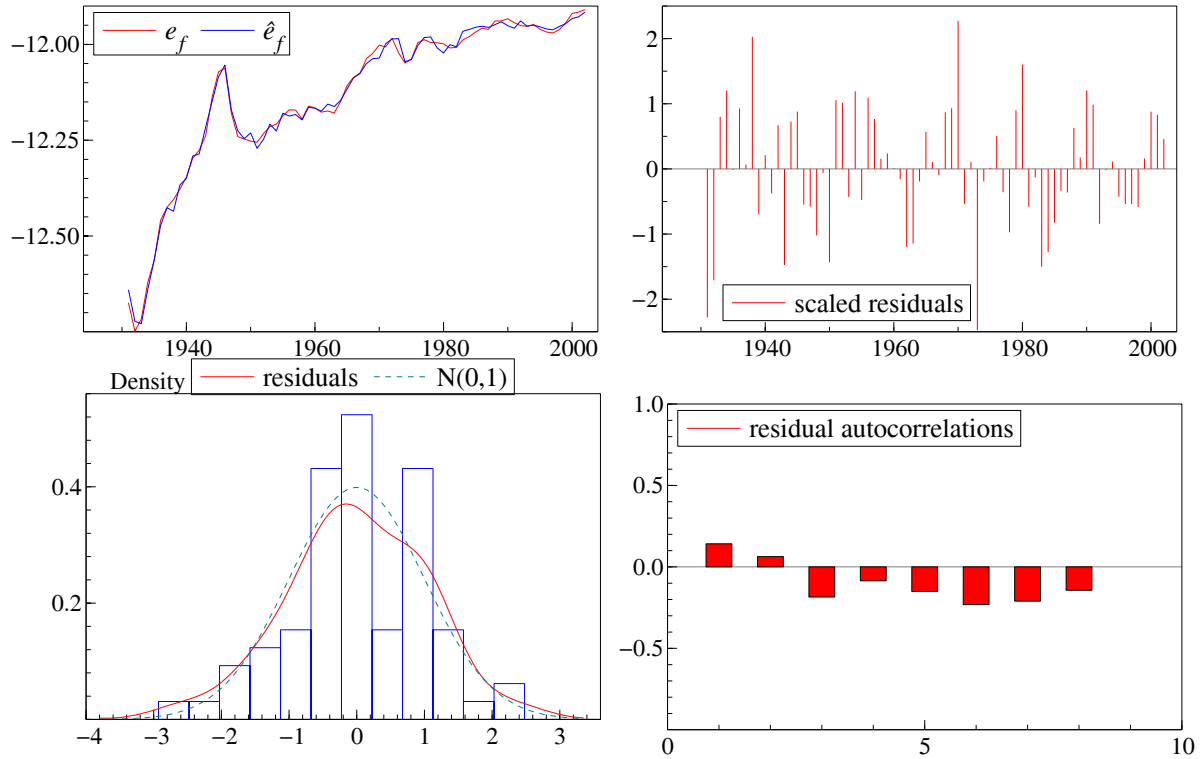 e_f ê_f
−12.00
−12.25
−12.50
1940 1960 1980 2000
2
1
0
−1
−2
scaled residuals
1940 1960 1980 2000
Density residuals N(0,1)
0.4
0.2
−4 −3 −2 −1 0 1 2 3
1.0
residual autocorrelations
0.5
0.0
−0.5
0 5 10